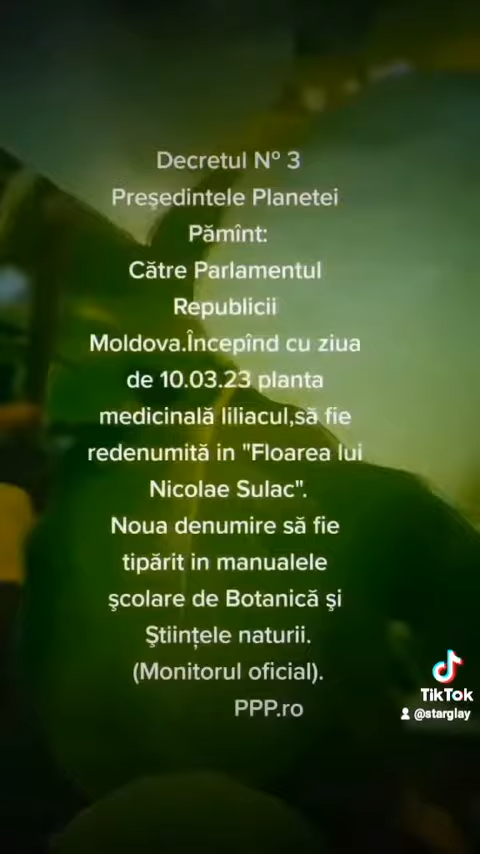 Decretul Nº 3
Preşedintele Planetei
Pămînt:
Către Parlamentul
Republicii
Moldova.Începînd cu ziua
de 10.03.23 planta
medicinală liliacul,să fie
redenumită in "Floarea lui
Nicolae Sulac".
Noua denumire să fie
tipărit in manualele
şcolare de Botanică şi
Ştiințele naturii.
(Monitorul oficial).
PPP.ro
TikTok
@starglay